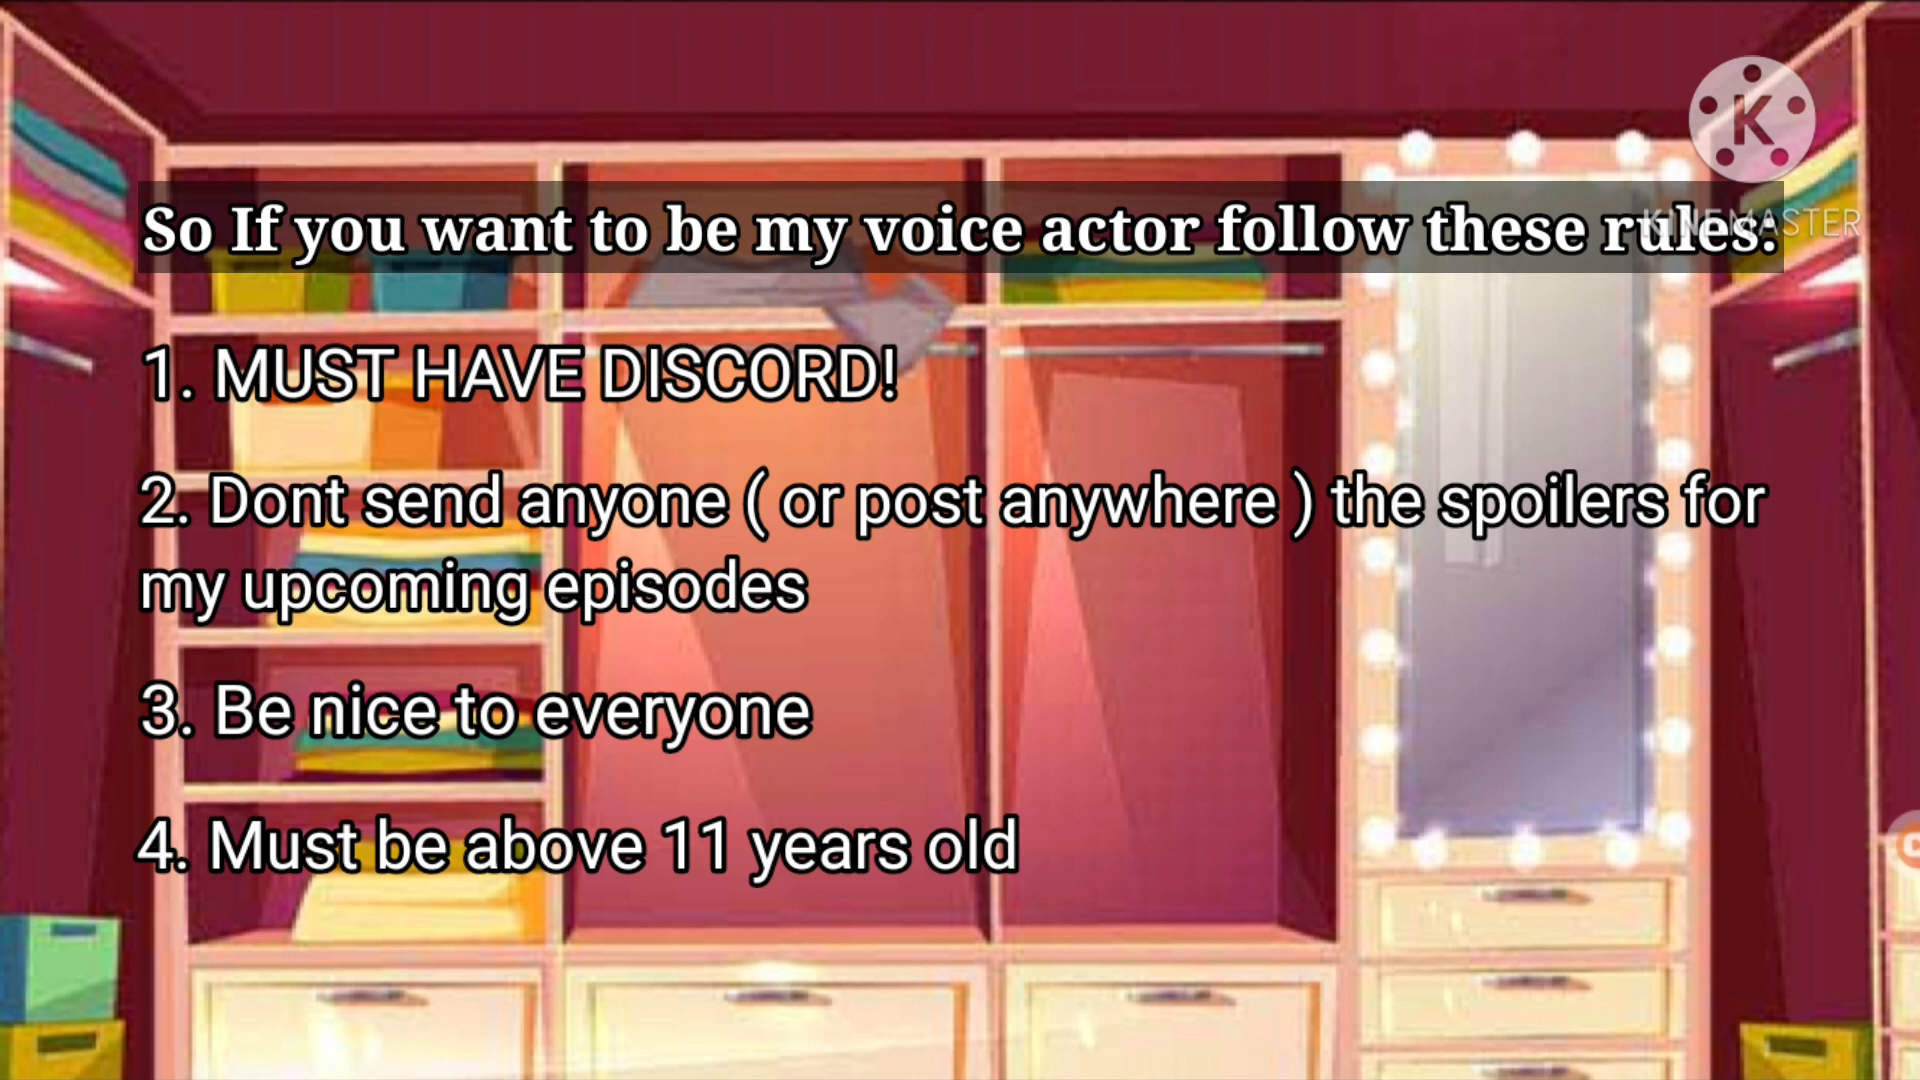 K
KINEMASTER
So If you want to be my voice actor follow these rules:
1. MUST HAVE DISCORD!
2. Dont send anyone ( or post anywhere ) the spoilers for
my upcoming episodes
3. Be nice to everyone
4. Must be above 11 years old